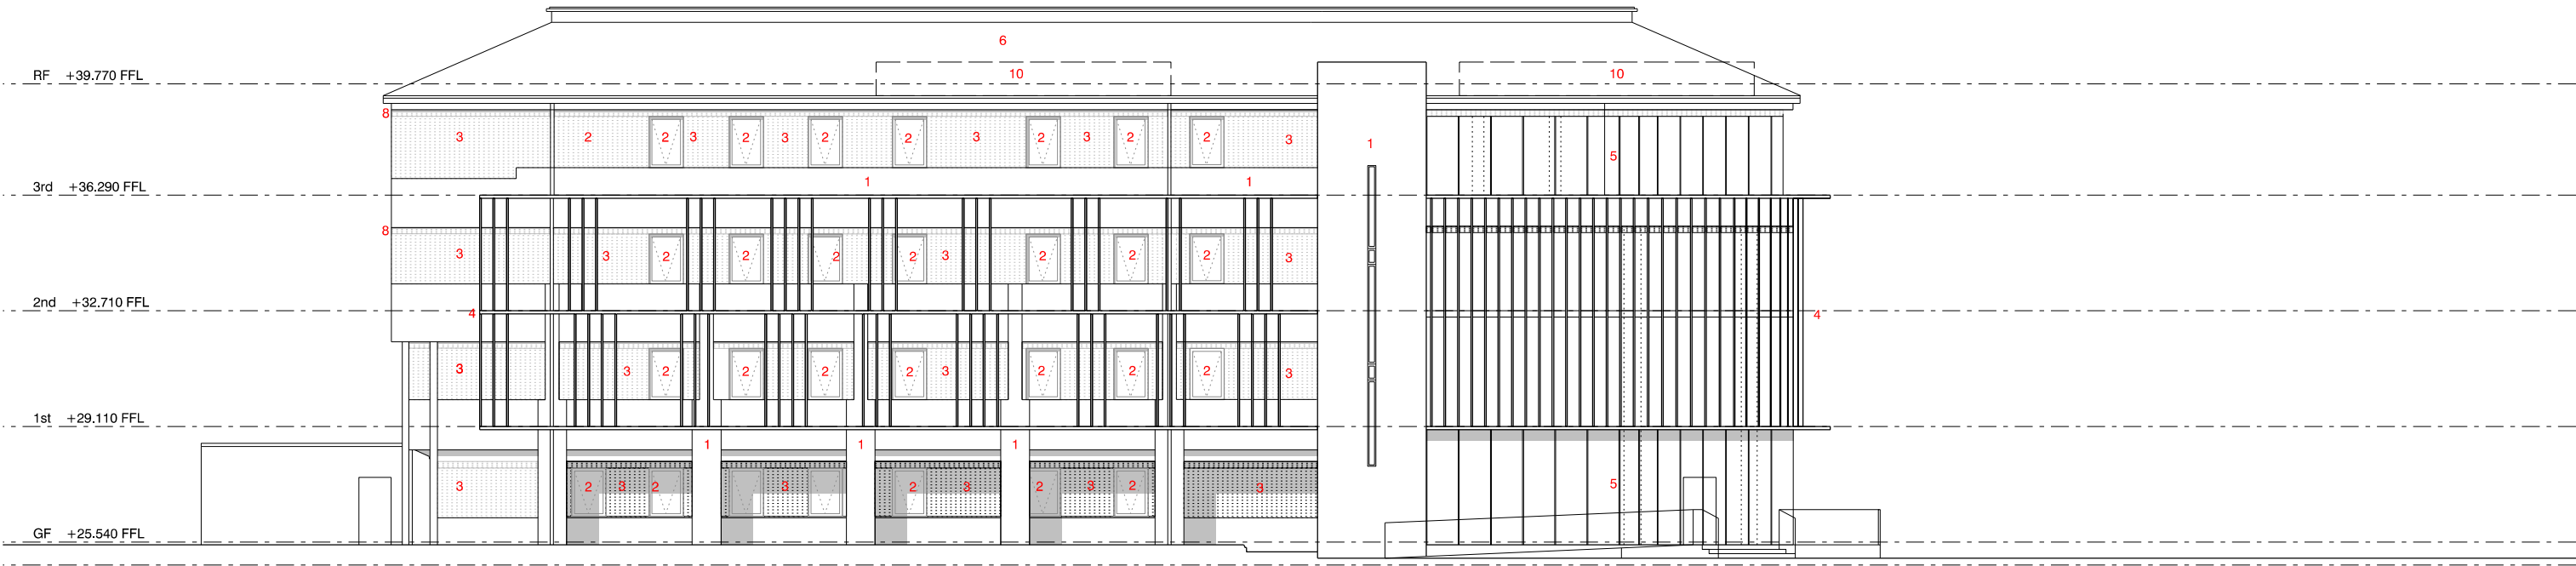 6
RF +39.770 FFL
10 10
8
3 2 2 3 2 3 2 2 3 2 3 2 2 3 1 5
3rd +36.290 FFL
1 1
8
3 3 2 2 2 2 3 2 2 2 3
2nd +32.710 FFL
4 4
3 3 2 2 2 2 3 2 2 2 3
1st +29.110 FFL
1 1 1
3 2 3 2 3 2 3 2 3 2 3 5
GF +25.540 FFL